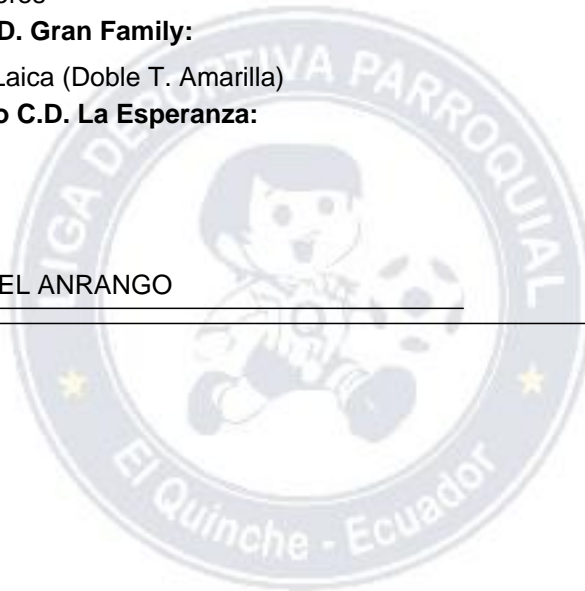 D. Gran Family:
Laica (Doble T. Amarilla)
o C.D. La Esperanza:
EL ANRANGO
LIGA DEPORTIVA PARROQUIAL
El Quinche - Ecuador